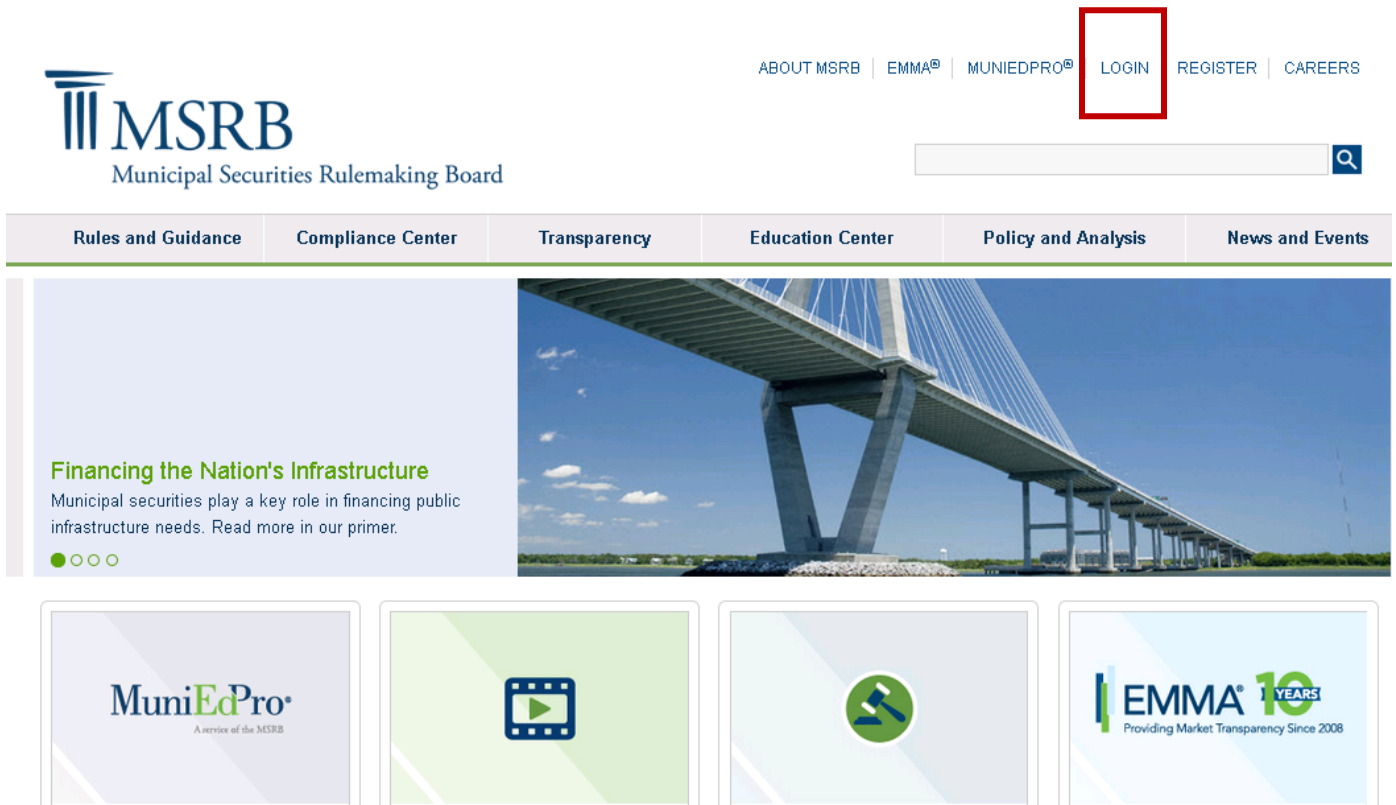 ABOUT MSRB EMMA® MUNIEDPRO® LOGIN REGISTER CAREERS
MSRB
Municipal Securities Rulemaking Board
Rules and Guidance Compliance Center Transparency Education Center Policy and Analysis News and Events
Financing the Nation's Infrastructure
Municipal securities play a key role in financing public
infrastructure needs. Read more in our primer.
MuniEdPro®
A service of the MSRB
EMMA® 10 YEARS
Providing Market Transparency Since 2008